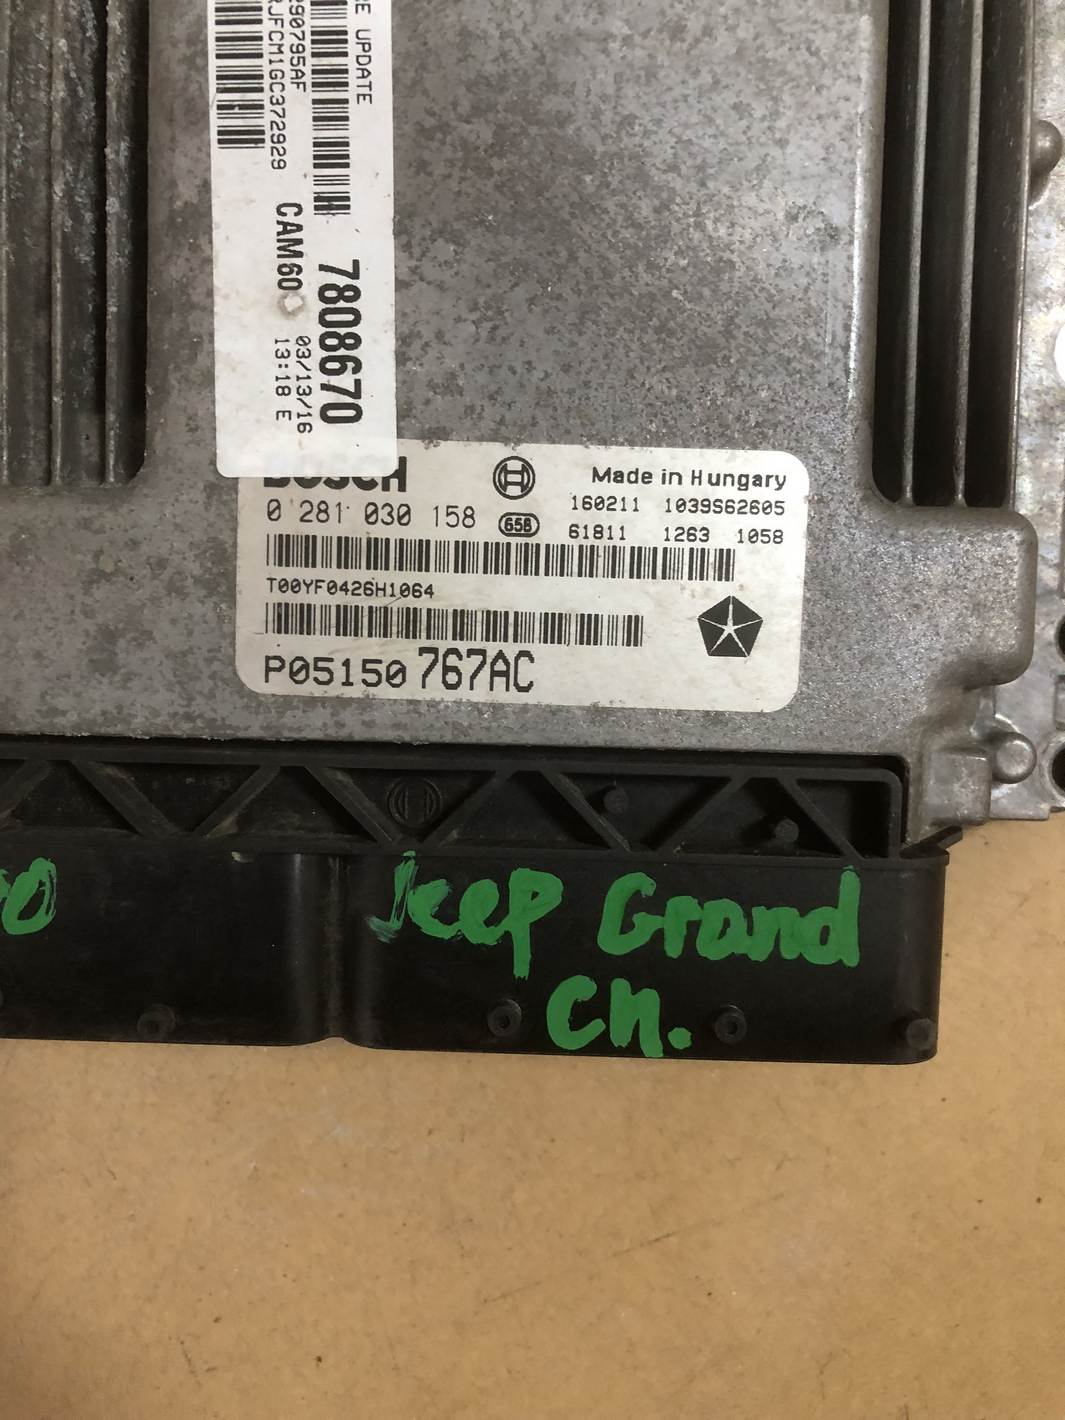 RE UPDATE
290795AF
RJFCM1GC372929
7808670
CAM60
03/13/16
13:18 E
BOSCH
Made in Hungary
0 281 030 158
658
160211 1039S62605
61811 1263 1058
T00YF0426H1064
P05150767AC
Jeep Grand
CH.